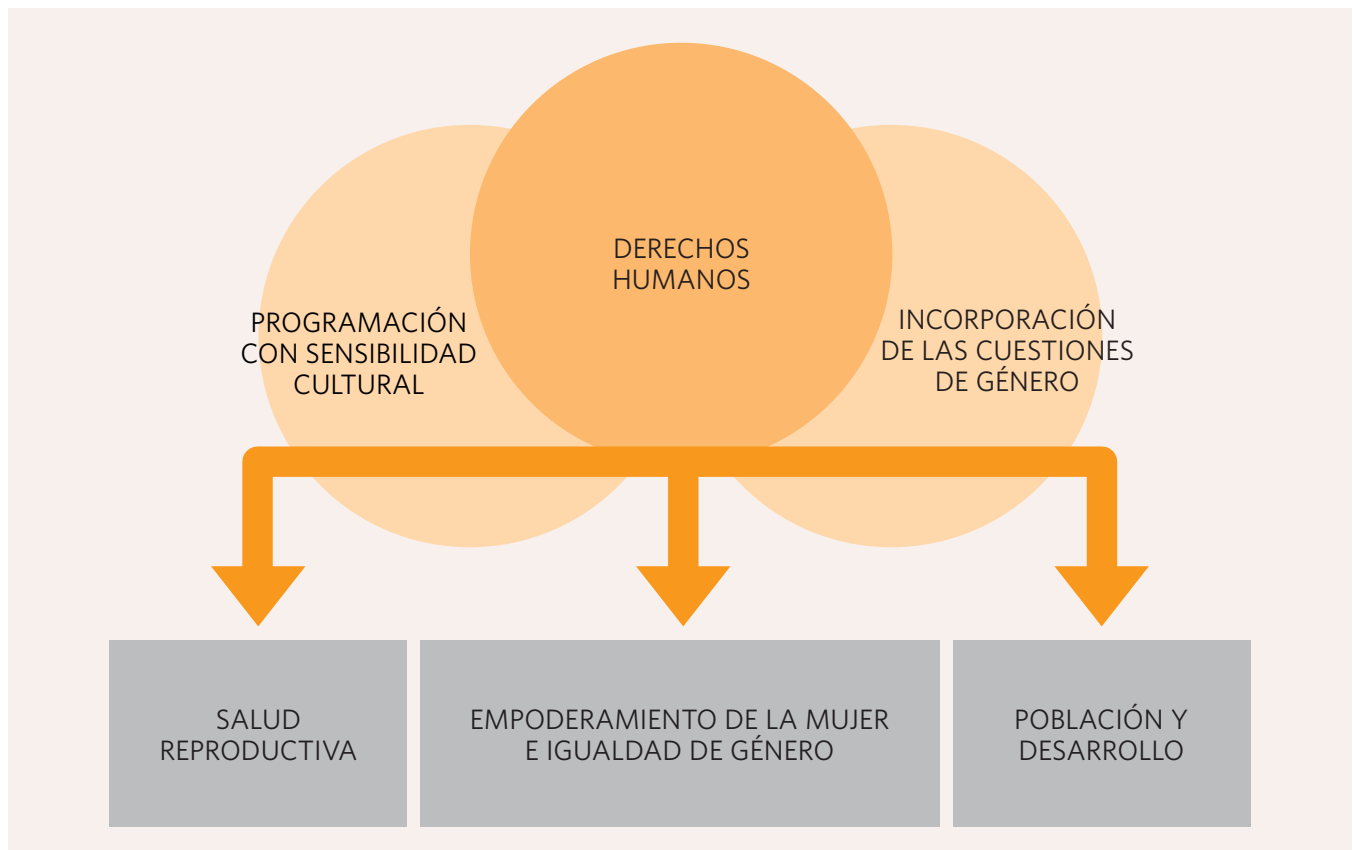 DERECHOS
HUMANOS
PROGRAMACIÓN
CON SENSIBILIDAD
CULTURAL
INCORPORACIÓN
DE LAS CUESTIONES
DE GÉNERO
SALUD
REPRODUCTIVA
EMPODERAMIENTO DE LA MUJER
E IGUALDAD DE GÉNERO
POBLACIÓN Y
DESARROLLO